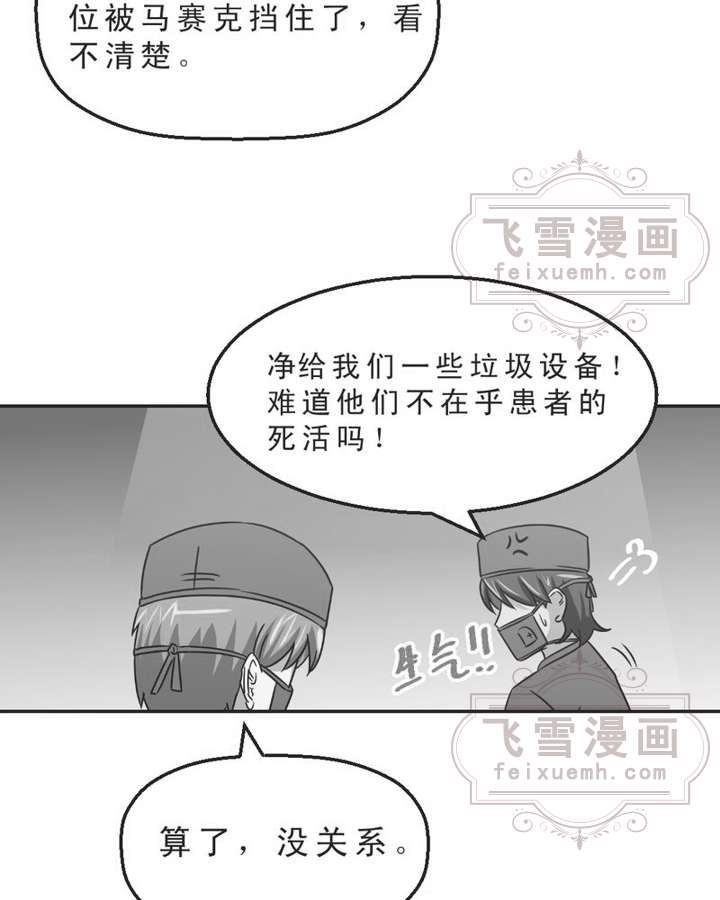 位被马赛克挡住了，看
不清楚。
飞雪漫画
feixuemh.com
净给我们一些垃圾设备！
难道他们不在乎患者的
死活吗！
生气!!
飞雪漫画
feixuemh.com
算了，没关系。